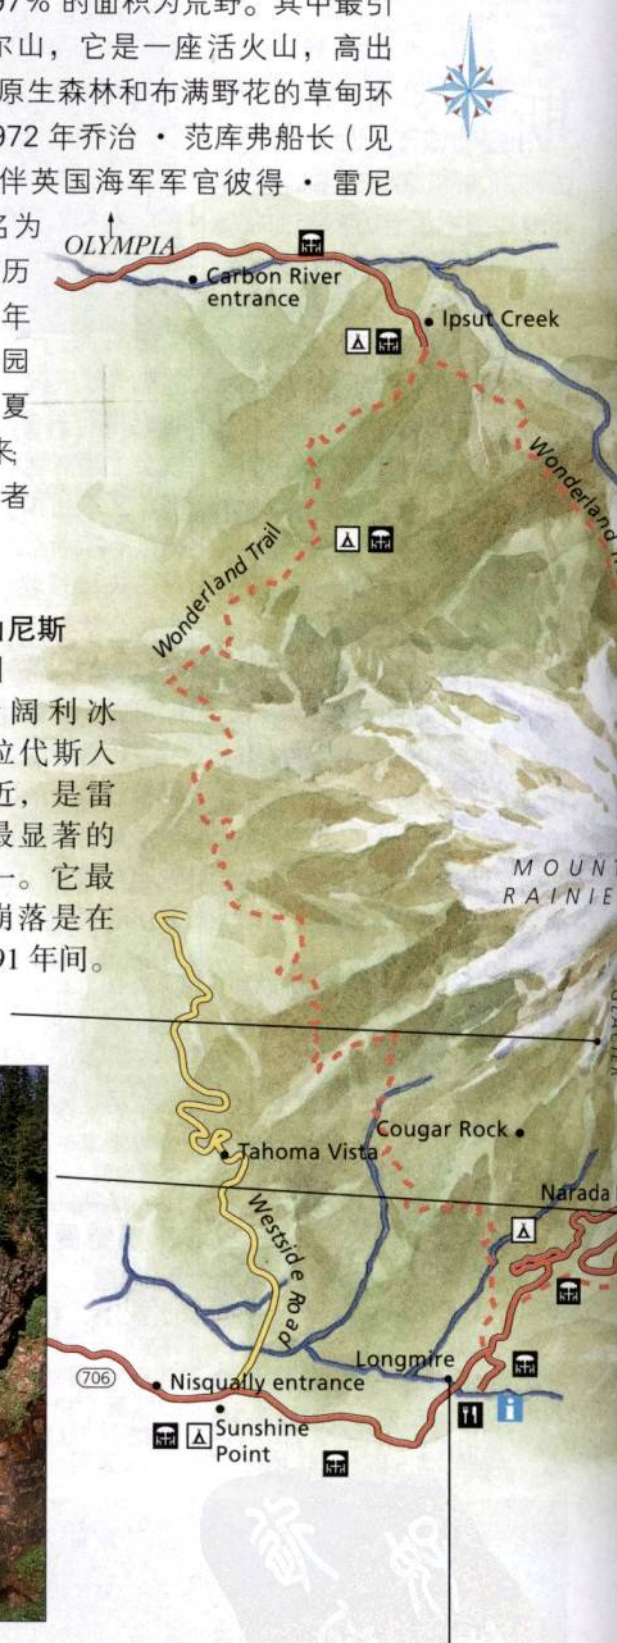 97% 的面积为荒野。其中最引
尔山，它是一座活火山，高出
原生森林和布满野花的草甸环
972 年乔治 · 范库弗船长（见
伴英国海军军官彼得 · 雷尼
名为
历
年
园
夏
来
者
尼斯
阔利冰
拉代斯入
近，是雷
最显著的
一。它最
崩落是在
91 年间。
OLYMPIA
Carbon River
entrance
Ipsut Creek
Wonderland
Wonderland Trail
MOUNT
RAINIE
GLACIER
Cougar Rock
Tahoma Vista
Narada
Westside Road
Longmire
706
Nisqually entrance
Sunshine
Point